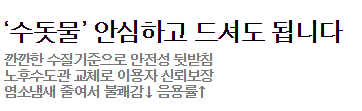 ‘수돗물’ 안심하고 드셔도 됩니다
깐깐한 수질기준으로 안전성 뒷받침
노후수도관 교체로 이용자 신뢰보장
염소냄새 줄여서 불쾌감↓ 음용률↑